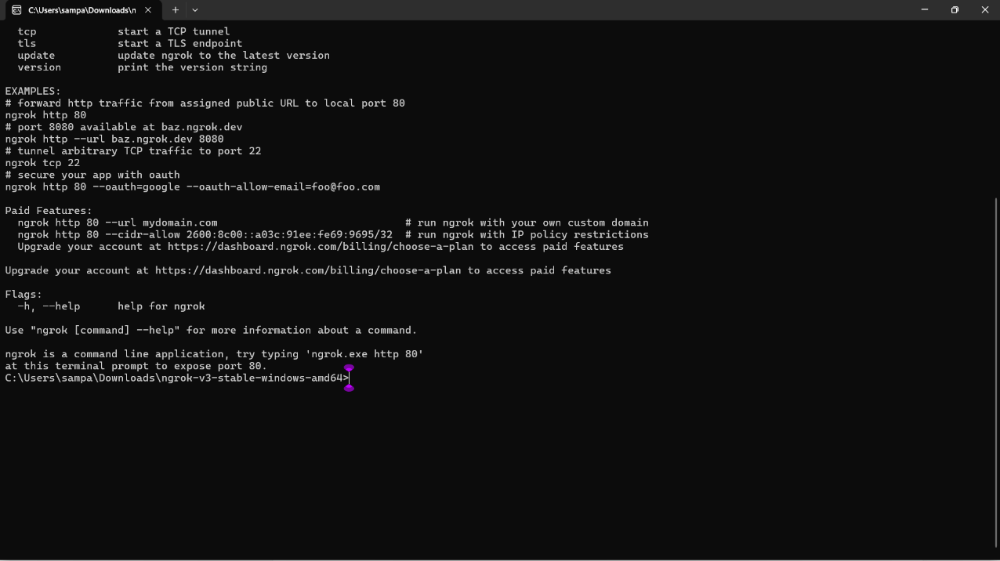 C:\Users\sampa\Downloads\n
tcp             start a TCP tunnel
tls             start a TLS endpoint
update          update ngrok to the latest version
version         print the version string
EXAMPLES:
# forward http traffic from assigned public URL to local port 80
ngrok http 80
# port 8080 available at baz.ngrok.dev
ngrok http --url baz.ngrok.dev 8080
# tunnel arbitrary TCP traffic to port 22
ngrok tcp 22
# secure your app with oauth
ngrok http 80 --oauth=google --oauth-allow-email=foo@foo.com
Paid Features:
ngrok http 80 --url mydomain.com                              # run ngrok with your own custom domain
ngrok http 80 --cidr-allow 2600:8c00::a03c:91ee:fe69:9695/32  # run ngrok with IP policy restrictions
Upgrade your account at https://dashboard.ngrok.com/billing/choose-a-plan to access paid features
Upgrade your account at https://dashboard.ngrok.com/billing/choose-a-plan to access paid features
Flags:
-h, --help      help for ngrok
Use "ngrok [command] --help" for more information about a command.
ngrok is a command line application, try typing 'ngrok.exe http 80'
at this terminal prompt to expose port 80.
C:\Users\sampa\Downloads\ngrok-v3-stable-windows-amd64>